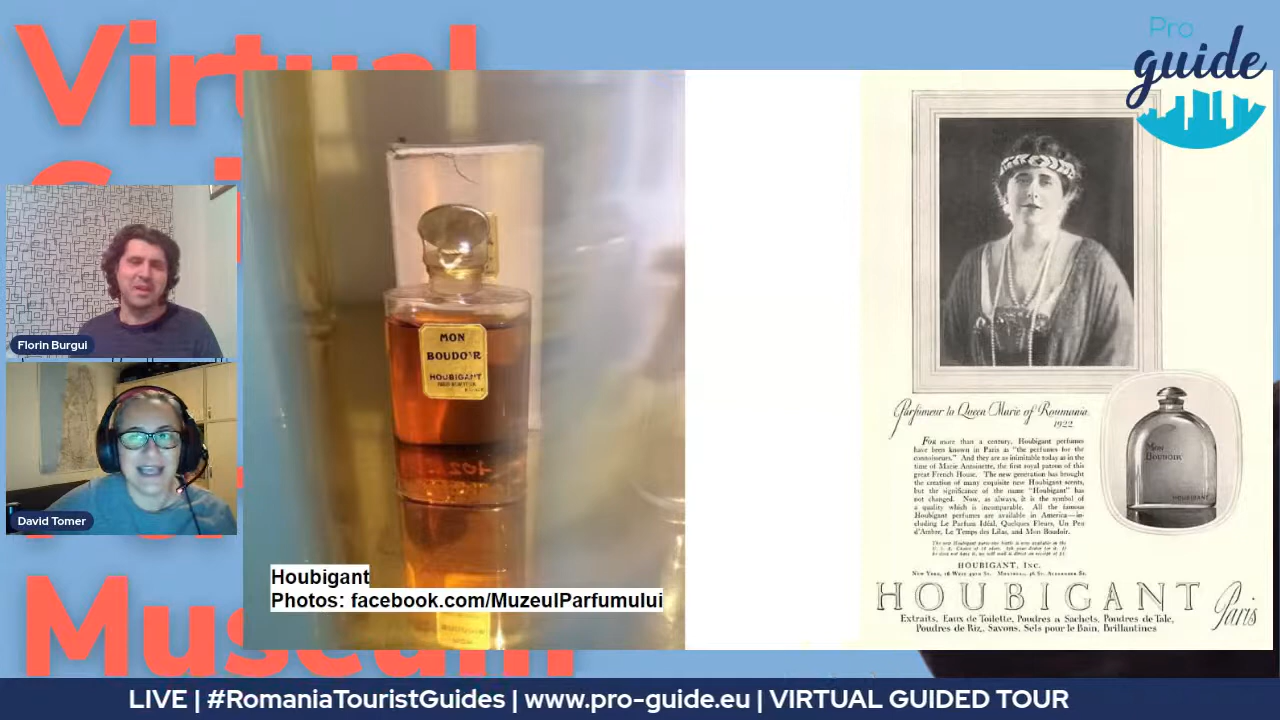 Virtual
Pro
guide
Florin Burgui
David Tomer
MON
BOUDOIR
HOUBIGANT
Houbigant
Photos: facebook.com/MuzeulParfumului
Parfumeur to Queen Marie of Roumania
1922
For more than a century, Houbigant perfumes
have been known in Paris as "the perfumes for the
connoisseurs." And they are as inimitable today as in the
time of Marie Antoinette, the first royal patron of this
great French House. The new generation has brought
the creation of many exquisite new Houbigant scents,
but the significance of the name "Houbigant" has
not changed. Now, as always, it is the symbol of
a quality which is incomparable. All the famous
Houbigant perfumes are available in America—in-
cluding Le Parfum Idéal, Quelques Fleurs, Un Peu
d'Ambre, Le Temps des Lilas, and Mon Boudoir.
HOUBIGANT, Inc.
Mon
Boudoir
HOUBIGANT
HOUBIGANT Paris
Extraits, Eaux de Toilette, Poudres a Sachets, Poudres de Talc,
Poudres de Riz, Savons, Sels pour le Bain, Brillantines
Museum
LIVE | #RomaniaTouristGuides | www.pro-guide.eu | VIRTUAL GUIDED TOUR